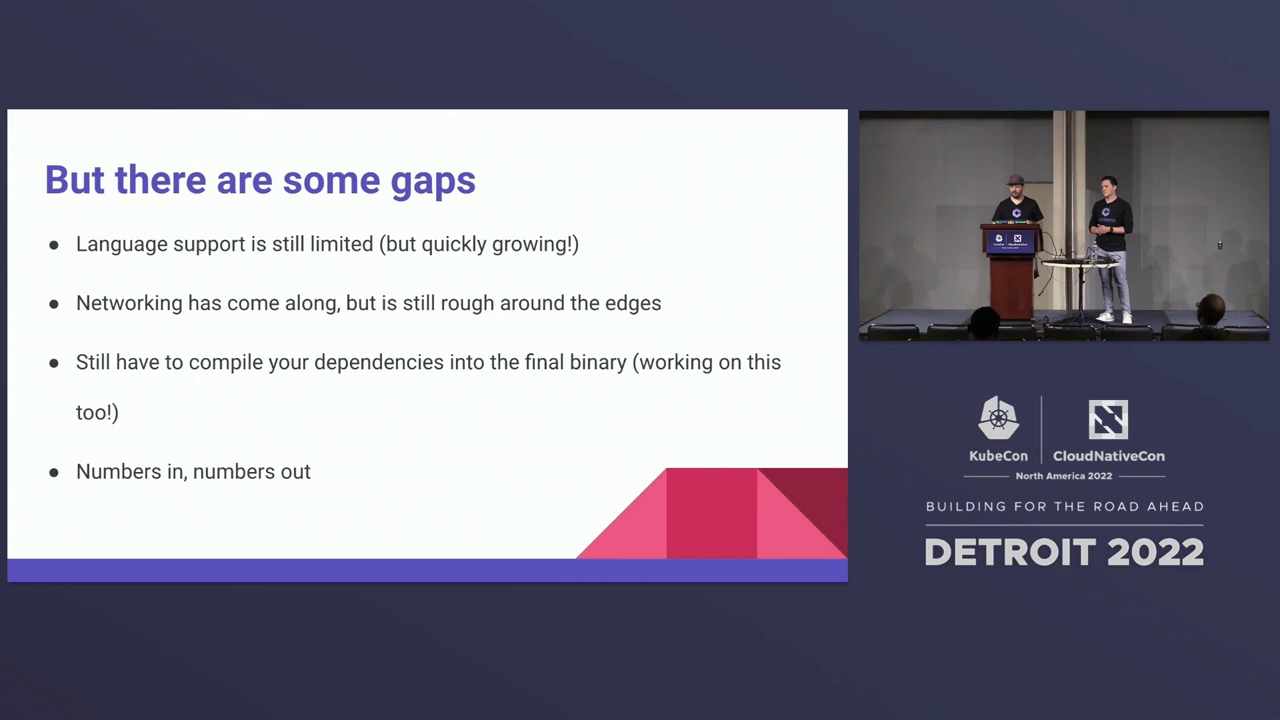 But there are some gaps
● Language support is still limited (but quickly growing!)
● Networking has come along, but is still rough around the edges
● Still have to compile your dependencies into the final binary (working on this
too!)
● Numbers in, numbers out
KubeCon
CloudNativeCon
North America 2022
BUILDING FOR THE ROAD AHEAD
DETROIT 2022